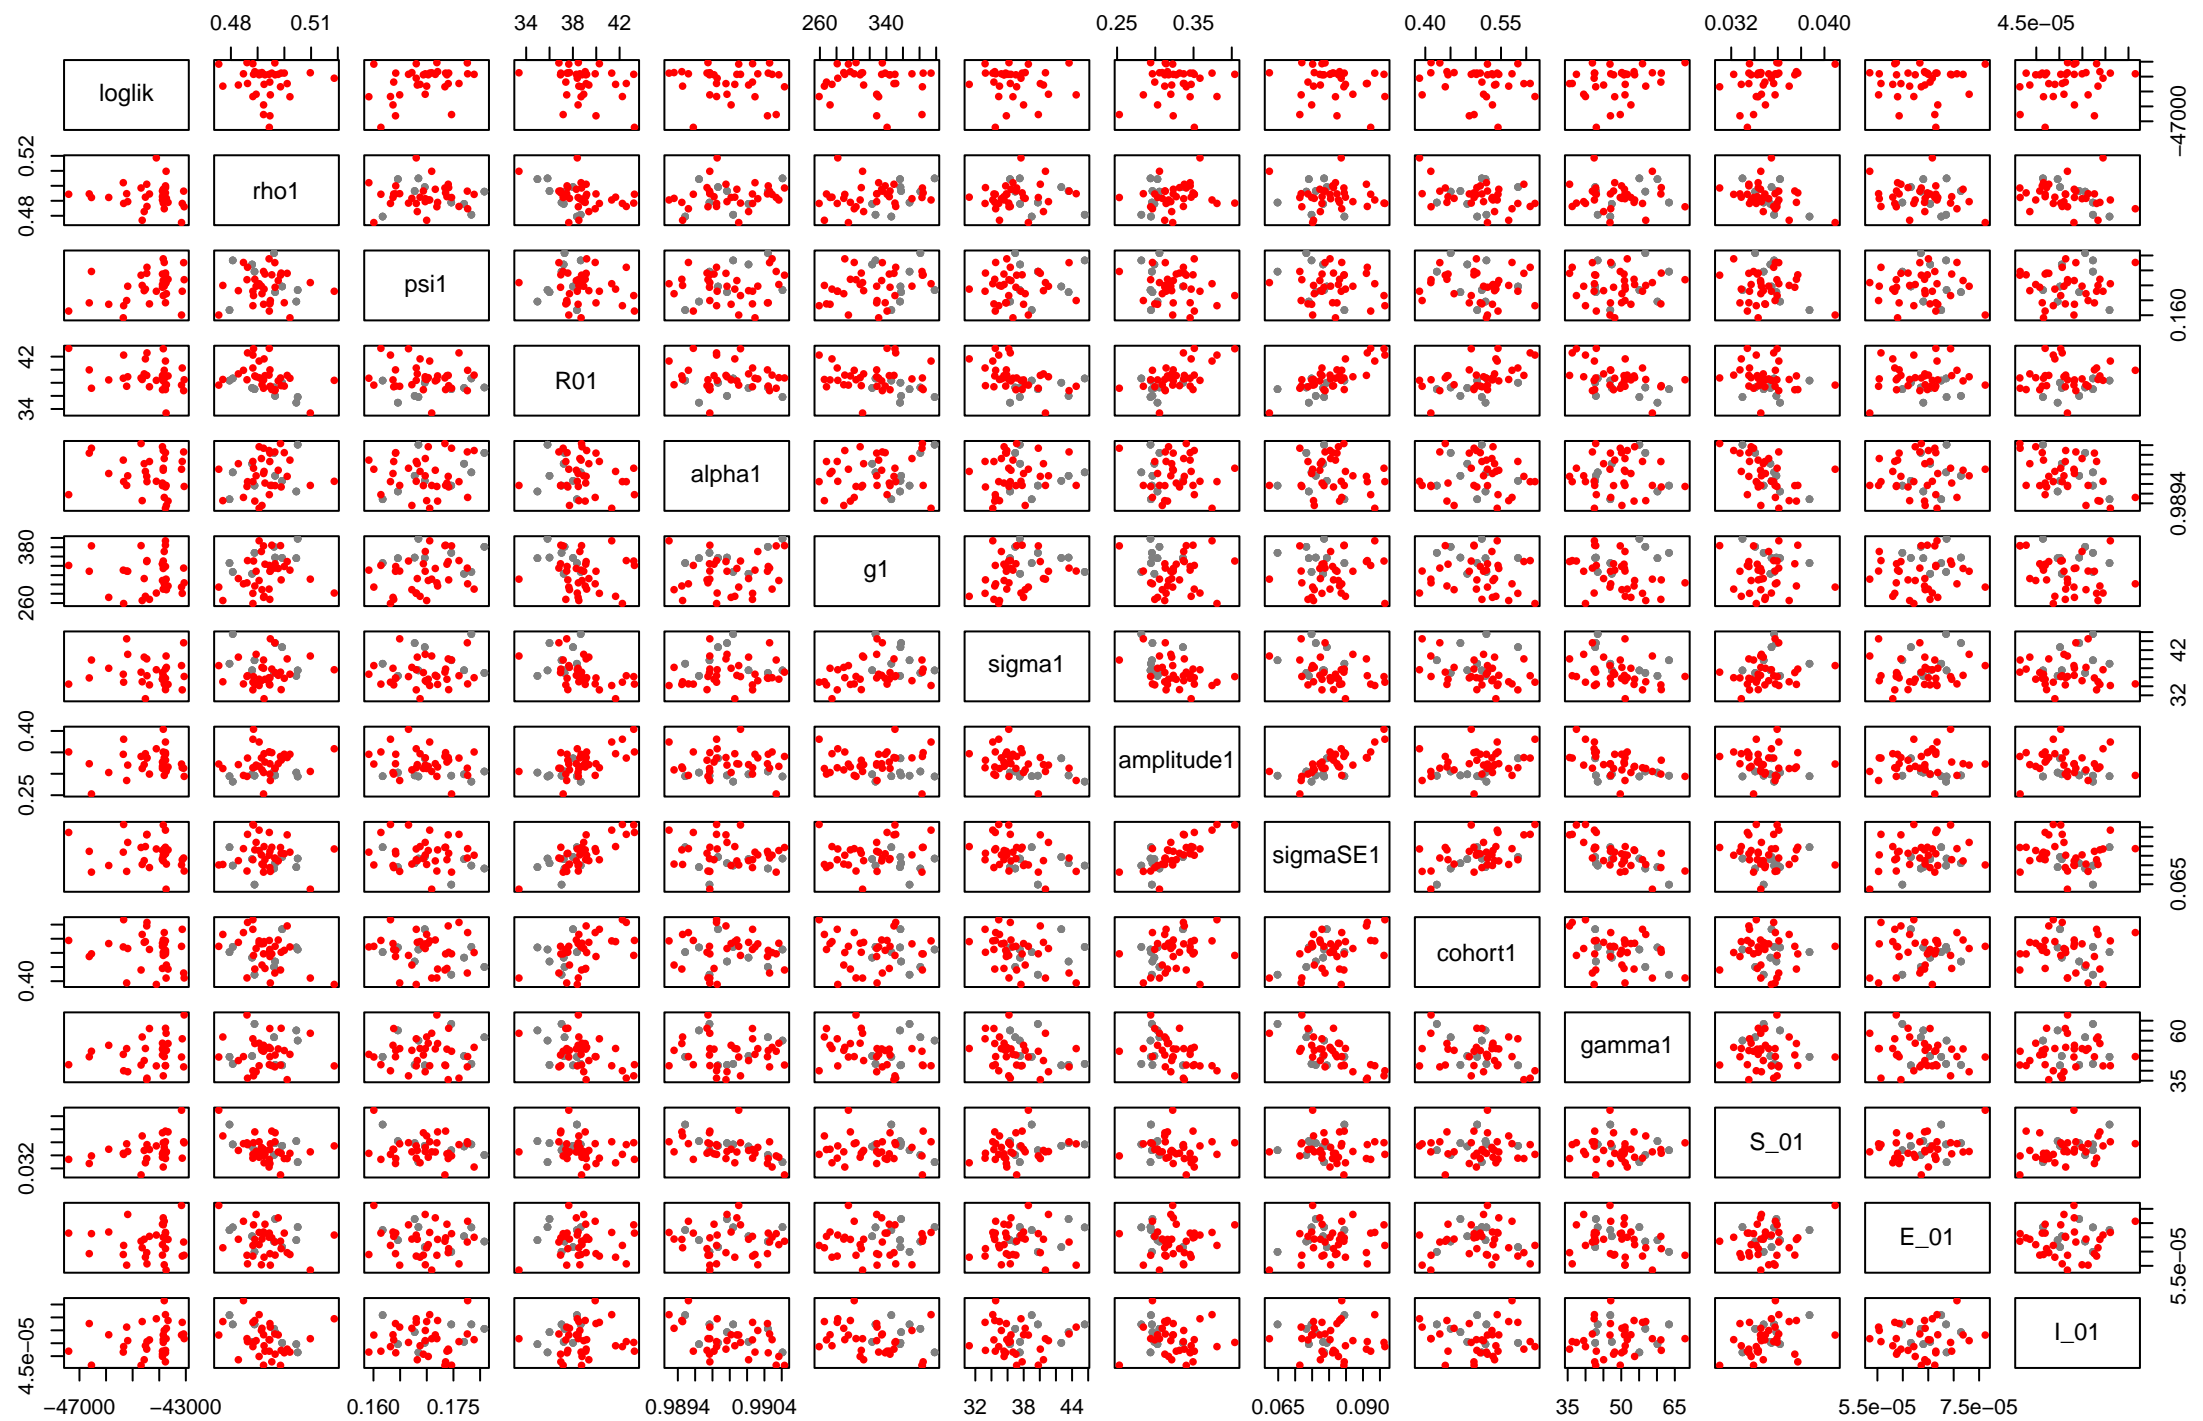 0.48 0.51 34 38 42 260 340 0.25 0.35 0.40 0.55 0.032 0.040 4.5e−05
loglik
−47000
0.48 0.52
rho1
psi1
0.160
34 42
R01
alpha1
0.9894
260 380
g1
sigma1
32 42
0.25 0.40
amplitude1
sigmaSE1
0.065
0.40
cohort1
gamma1
35 60
0.032
S_01
E_01
5.5e−05
4.5e−05
I_01
−47000 −43000 0.160 0.175 0.9894 0.9904 32 38 44 0.065 0.090 35 50 65 5.5e−05 7.5e−05